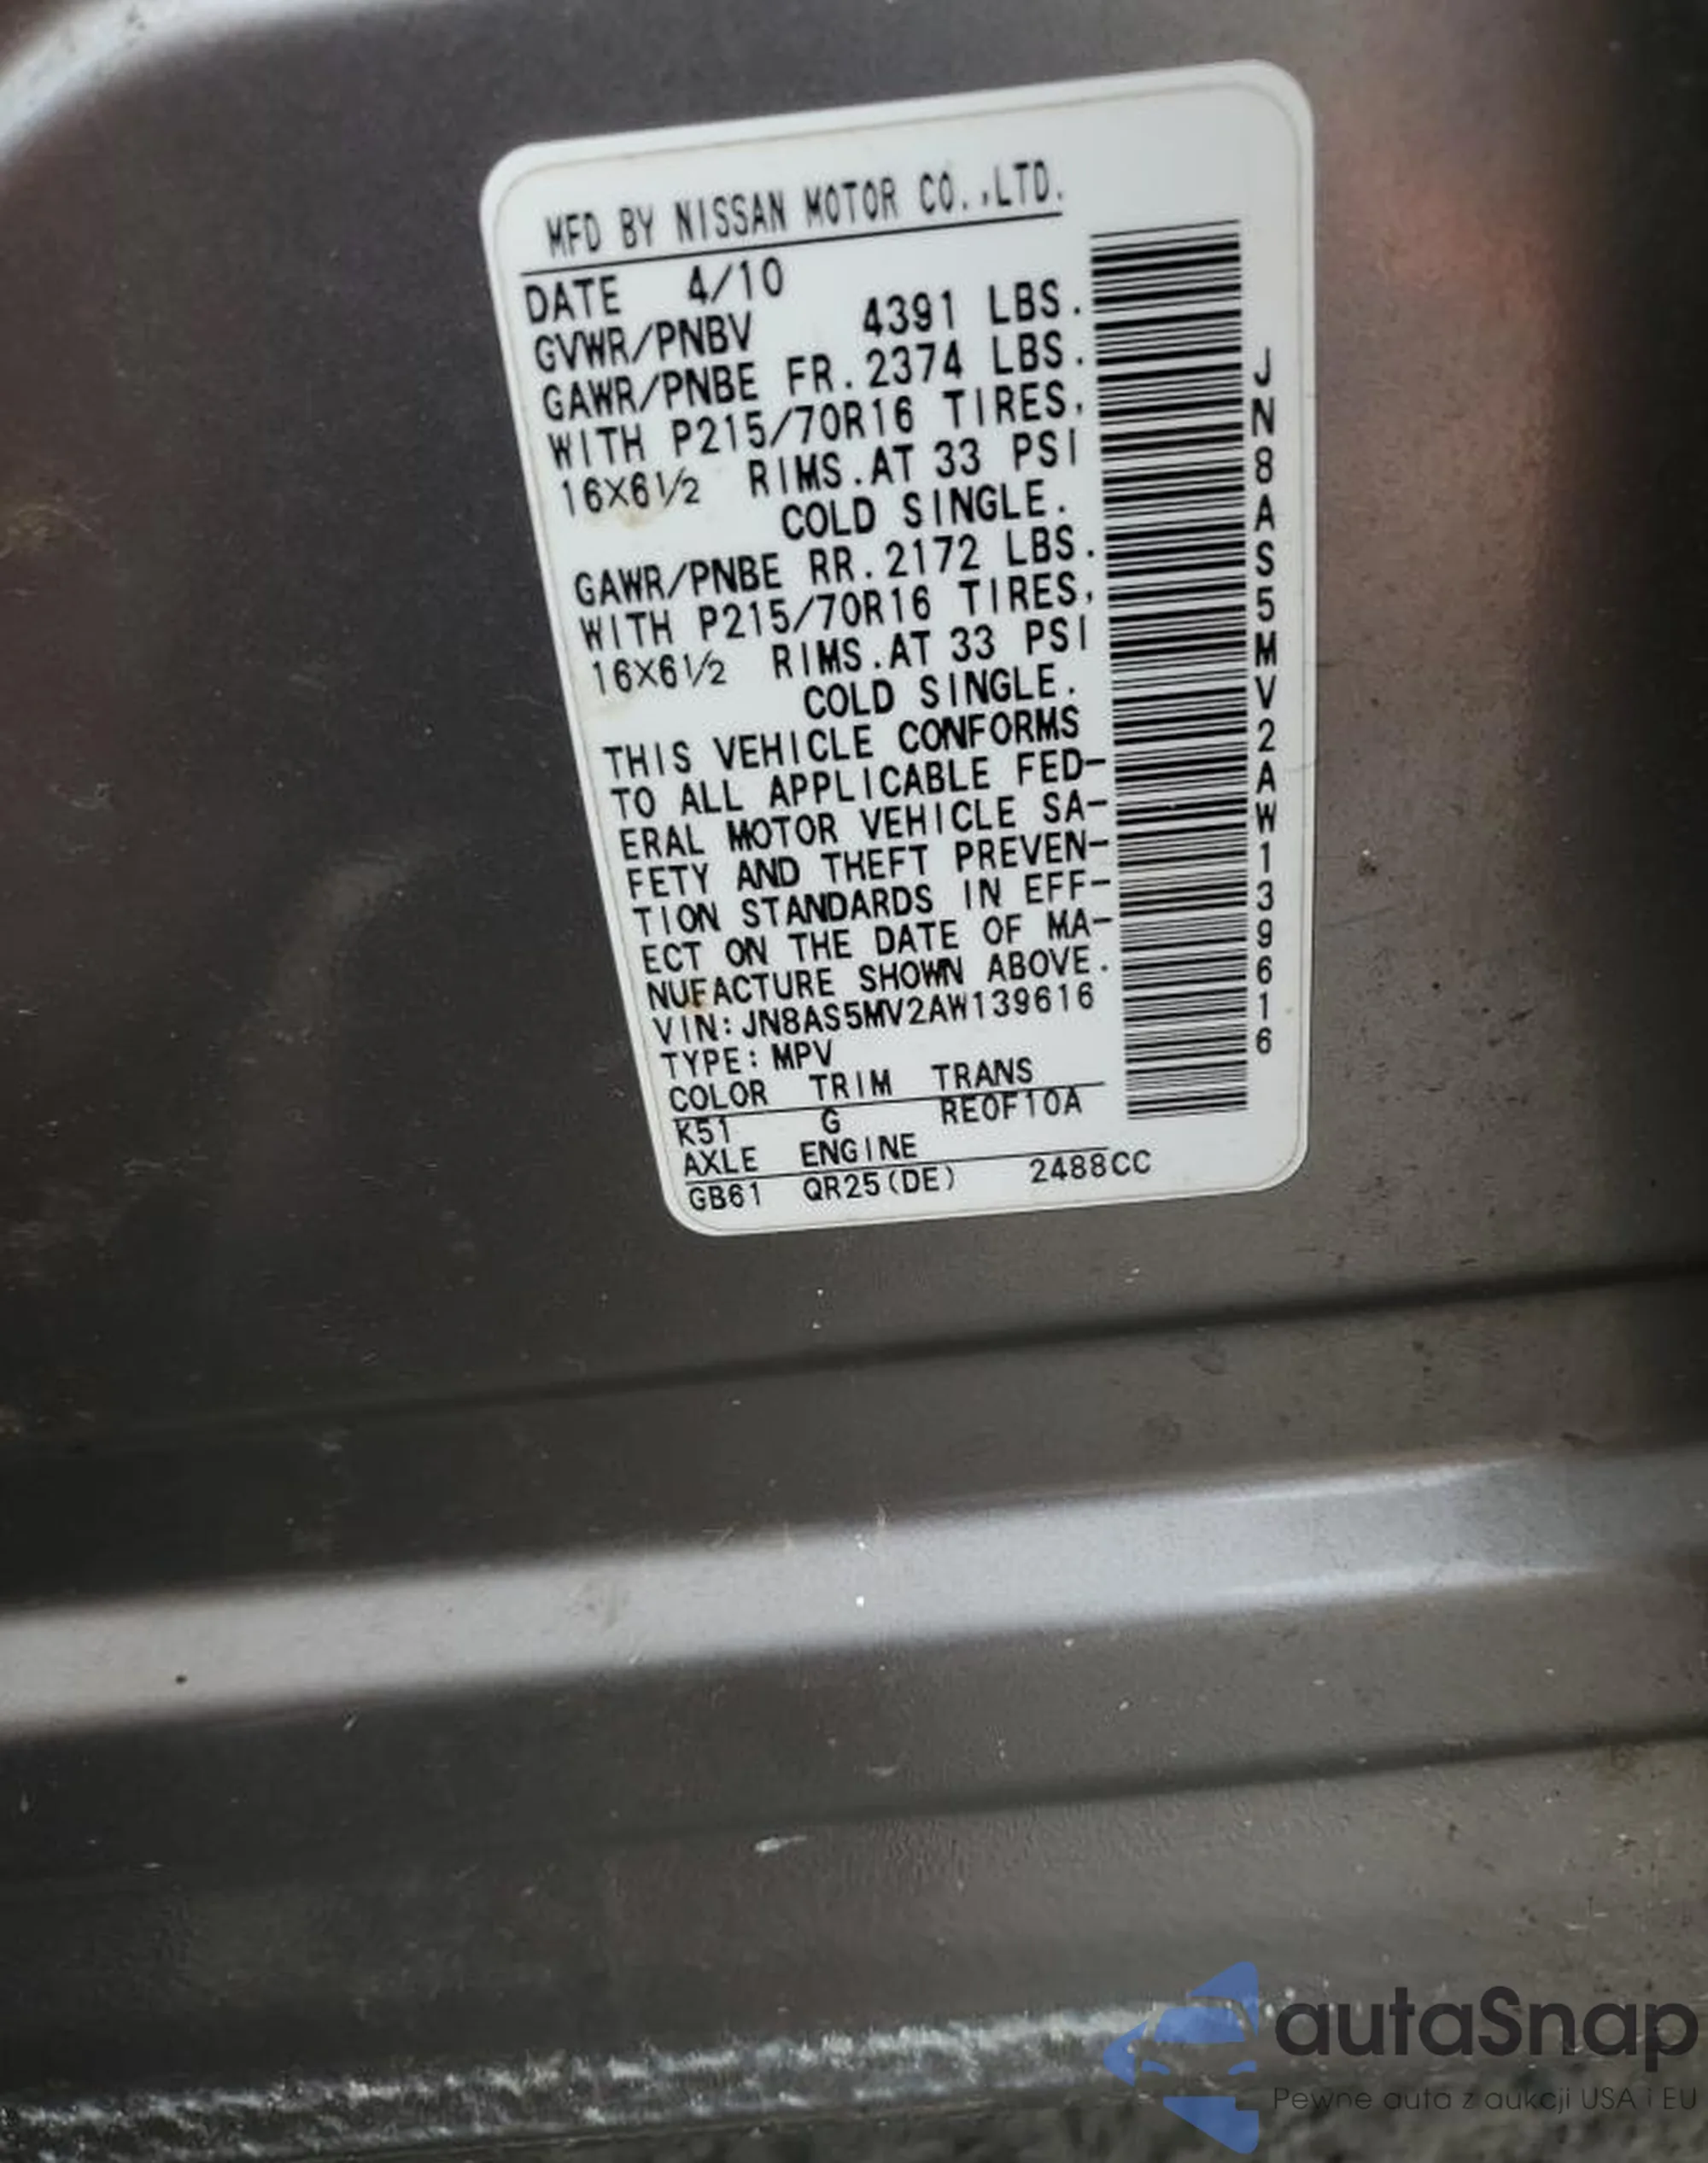 MFD BY NISSAN MOTOR CO.,LTD.
DATE 4/10
GVWR/PNBV 4391 LBS.
GAWR/PNBE FR.2374 LBS.
WITH P215/70R16 TIRES,
16X6½ RIMS.AT 33 PSI
COLD SINGLE.
GAWR/PNBE RR.2172 LBS.
WITH P215/70R16 TIRES,
16X6½ RIMS.AT 33 PSI
COLD SINGLE.
THIS VEHICLE CONFORMS
TO ALL APPLICABLE FED-
ERAL MOTOR VEHICLE SA-
FETY AND THEFT PREVEN-
TION STANDARDS IN EFF-
ECT ON THE DATE OF MA-
NUFACTURE SHOWN ABOVE.
VIN:JN8AS5MV2AW139616
TYPE:MPV
COLOR TRIM TRANS
K51 G RE0F10A
AXLE ENGINE
GB61 QR25(DE) 2488CC
JN8AS5MV2AW139616
autaSnap
Pewne auta z aukcji USA i EU